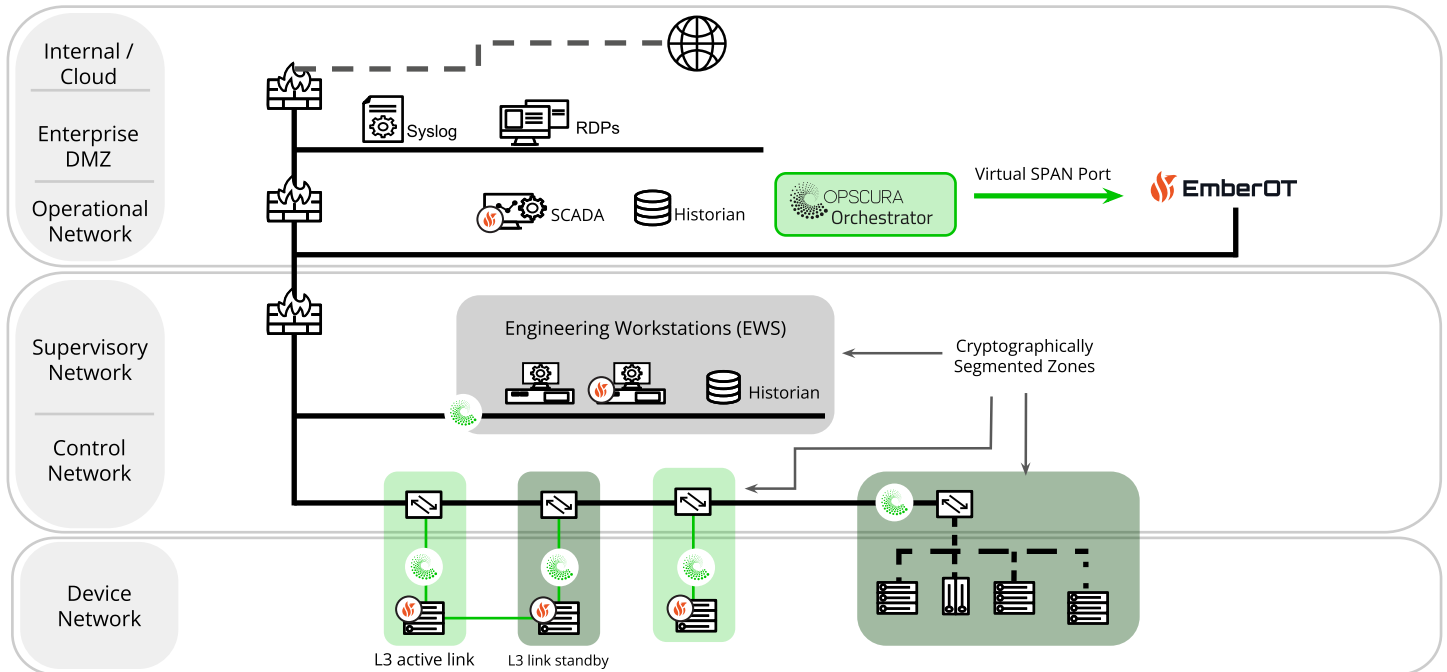 Internal /
Cloud
Enterprise
DMZ
Operational
Network
Syslog
RDPs
SCADA
Historian
OPSCURA
Orchestrator
Virtual SPAN Port
EmberOT
Supervisory
Network
Control
Network
Engineering Workstations (EWS)
Historian
Cryptographically
Segmented Zones
Device
Network
L3 active link
L3 link standby